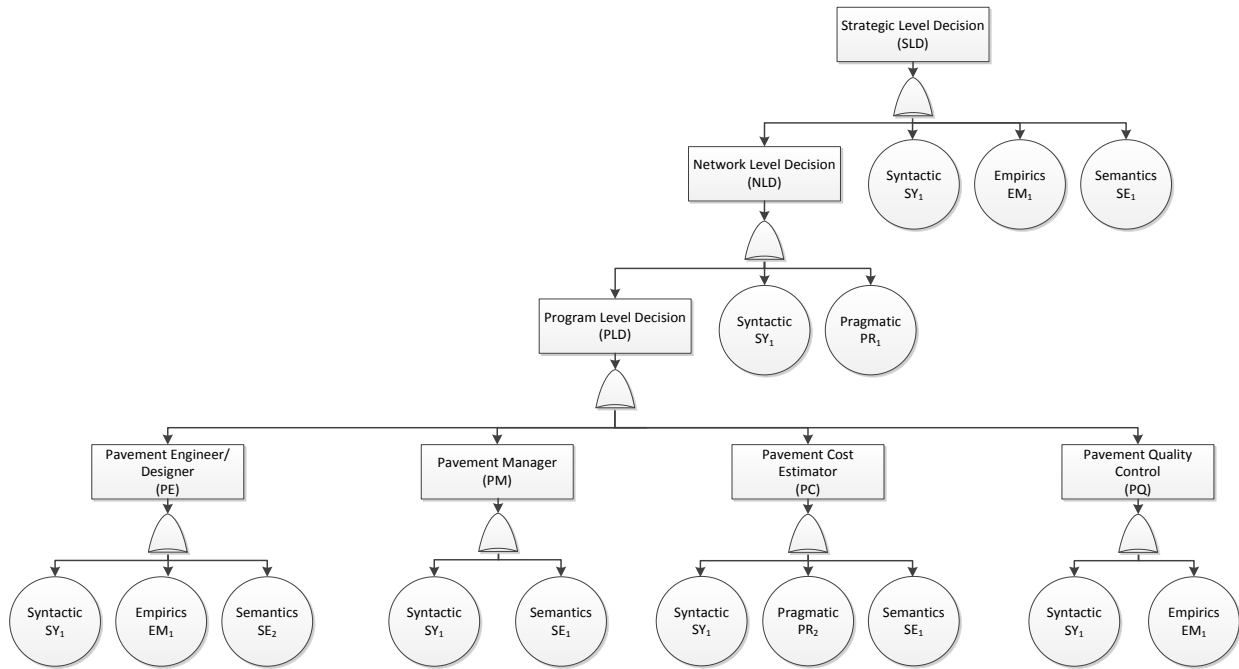 Strategic Level Decision
(SLD)
Network Level Decision
(NLD)
Syntactic
SY₁
Empirics
EM₁
Semantics
SE₁
Program Level Decision
(PLD)
Syntactic
SY₁
Pragmatic
PR₁
Pavement Engineer/
Designer
(PE)
Pavement Manager
(PM)
Pavement Cost
Estimator
(PC)
Pavement Quality
Control
(PQ)
Syntactic
SY₁
Empirics
EM₁
Semantics
SE₂
Syntactic
SY₁
Semantics
SE₁
Syntactic
SY₁
Pragmatic
PR₂
Semantics
SE₁
Syntactic
SY₁
Empirics
EM₁